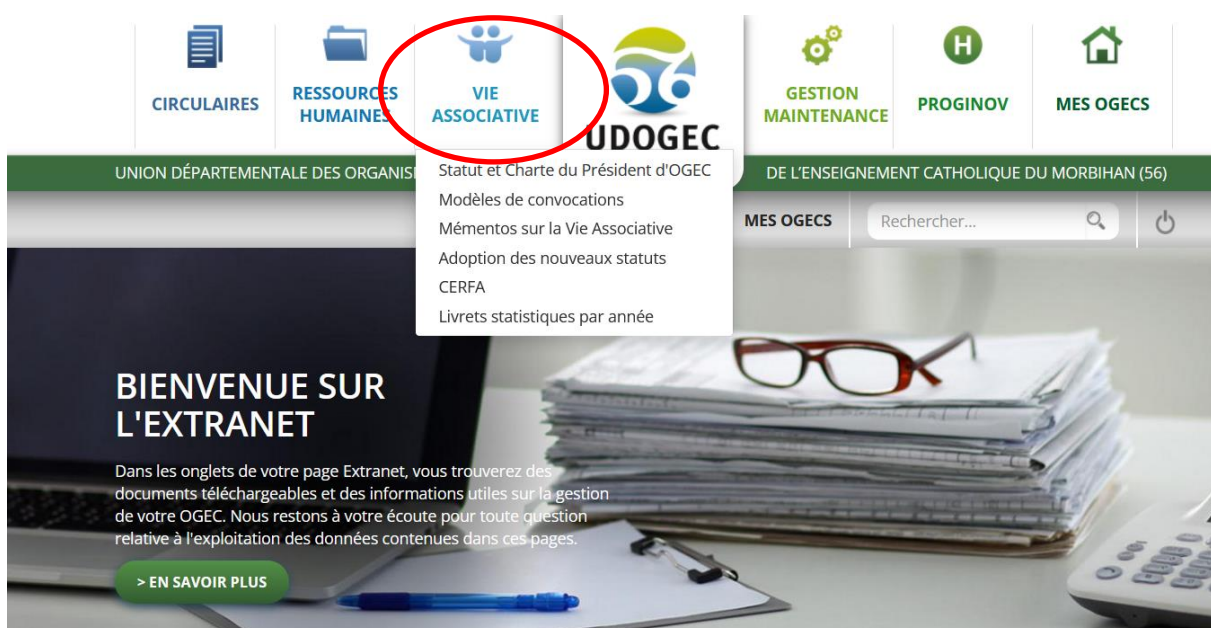 CIRCULAIRES
RESSOURCES
HUMAINES
VIE
ASSOCIATIVE
56
UDOGEC
GESTION
MAINTENANCE
H
PROGINOV
MES OGECS
UNION DÉPARTEMENTALE DES ORGANIS
DE L'ENSEIGNEMENT CATHOLIQUE DU MORBIHAN (56)
Statut et Charte du Président d'OGEC
Modèles de convocations
Mémentos sur la Vie Associative
Adoption des nouveaux statuts
CERFA
Livrets statistiques par année
MES OGECS
Rechercher...
BIENVENUE SUR
L'EXTRANET
Dans les onglets de votre page Extranet, vous trouverez des
documents téléchargeables et des informations utiles sur la gestion
de votre OGEC. Nous restons à votre écoute pour toute question
relative à l'exploitation des données contenues dans ces pages.
> EN SAVOIR PLUS